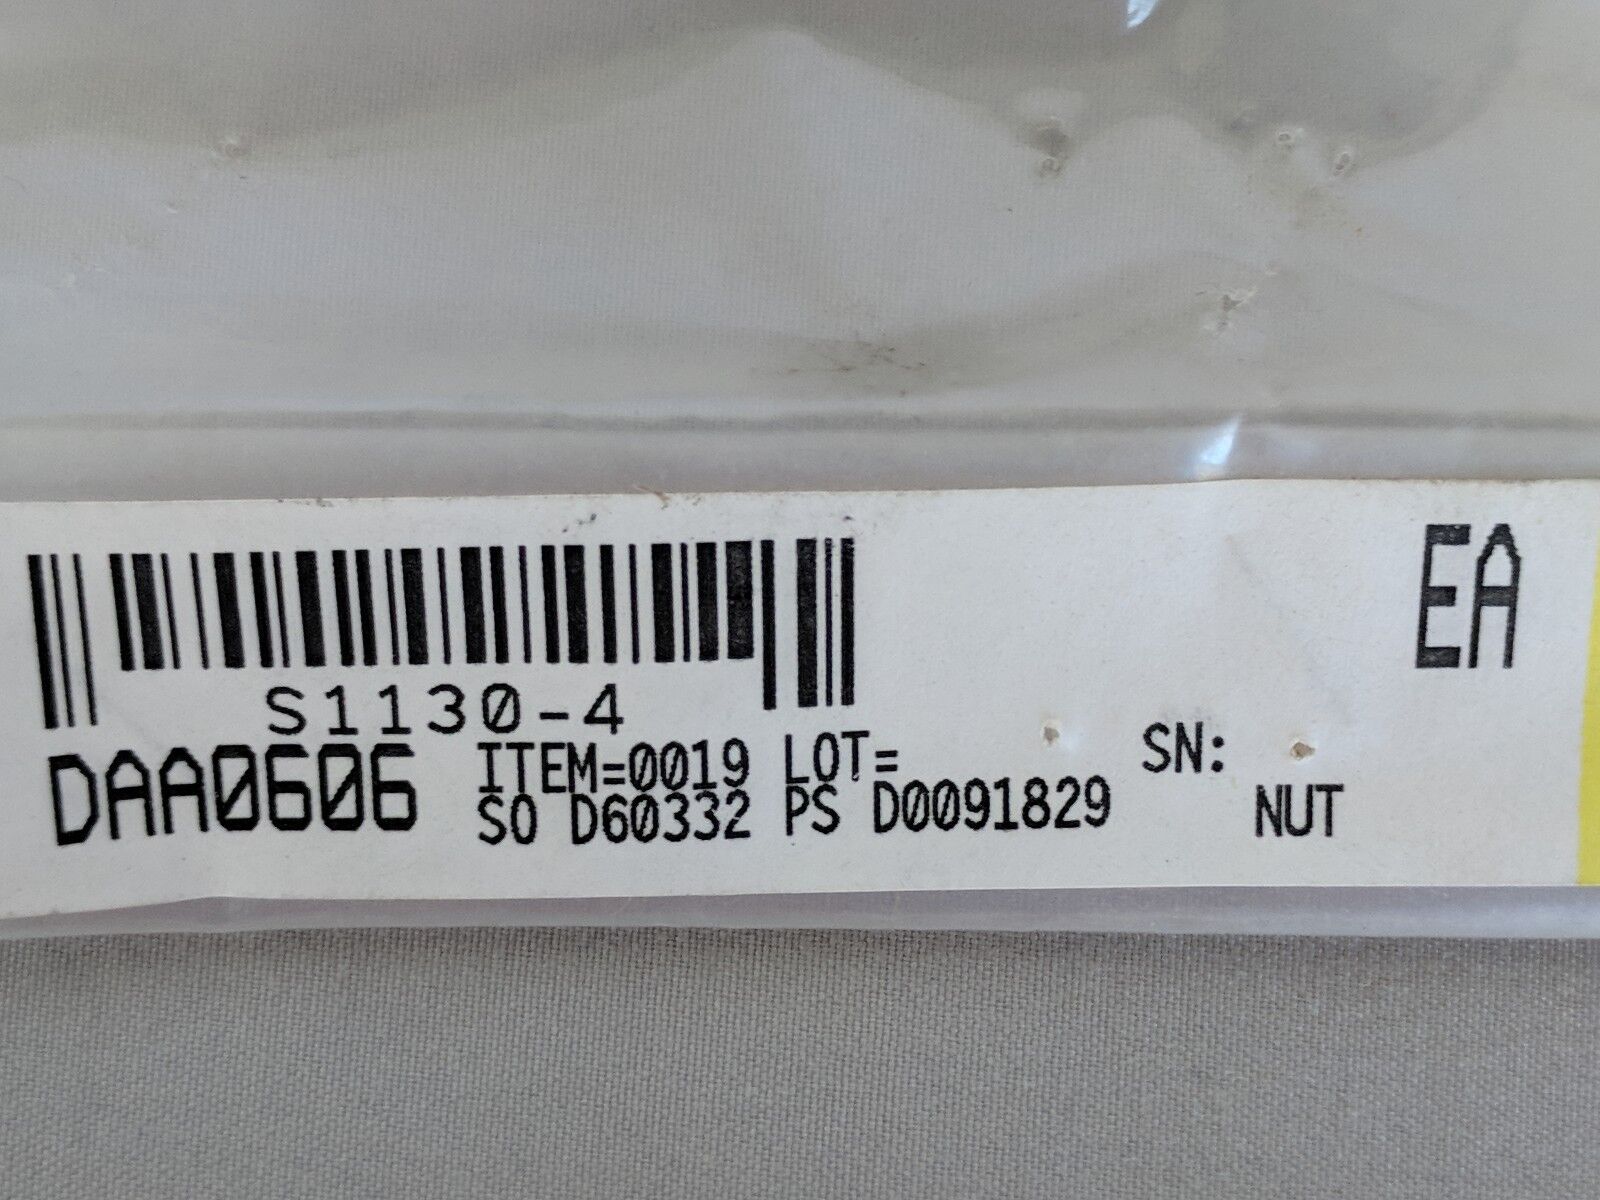 EA
S1130-4
DAA0606
ITEM=0019 LOT= SN:
SO D60332 PS D0091829 NUT